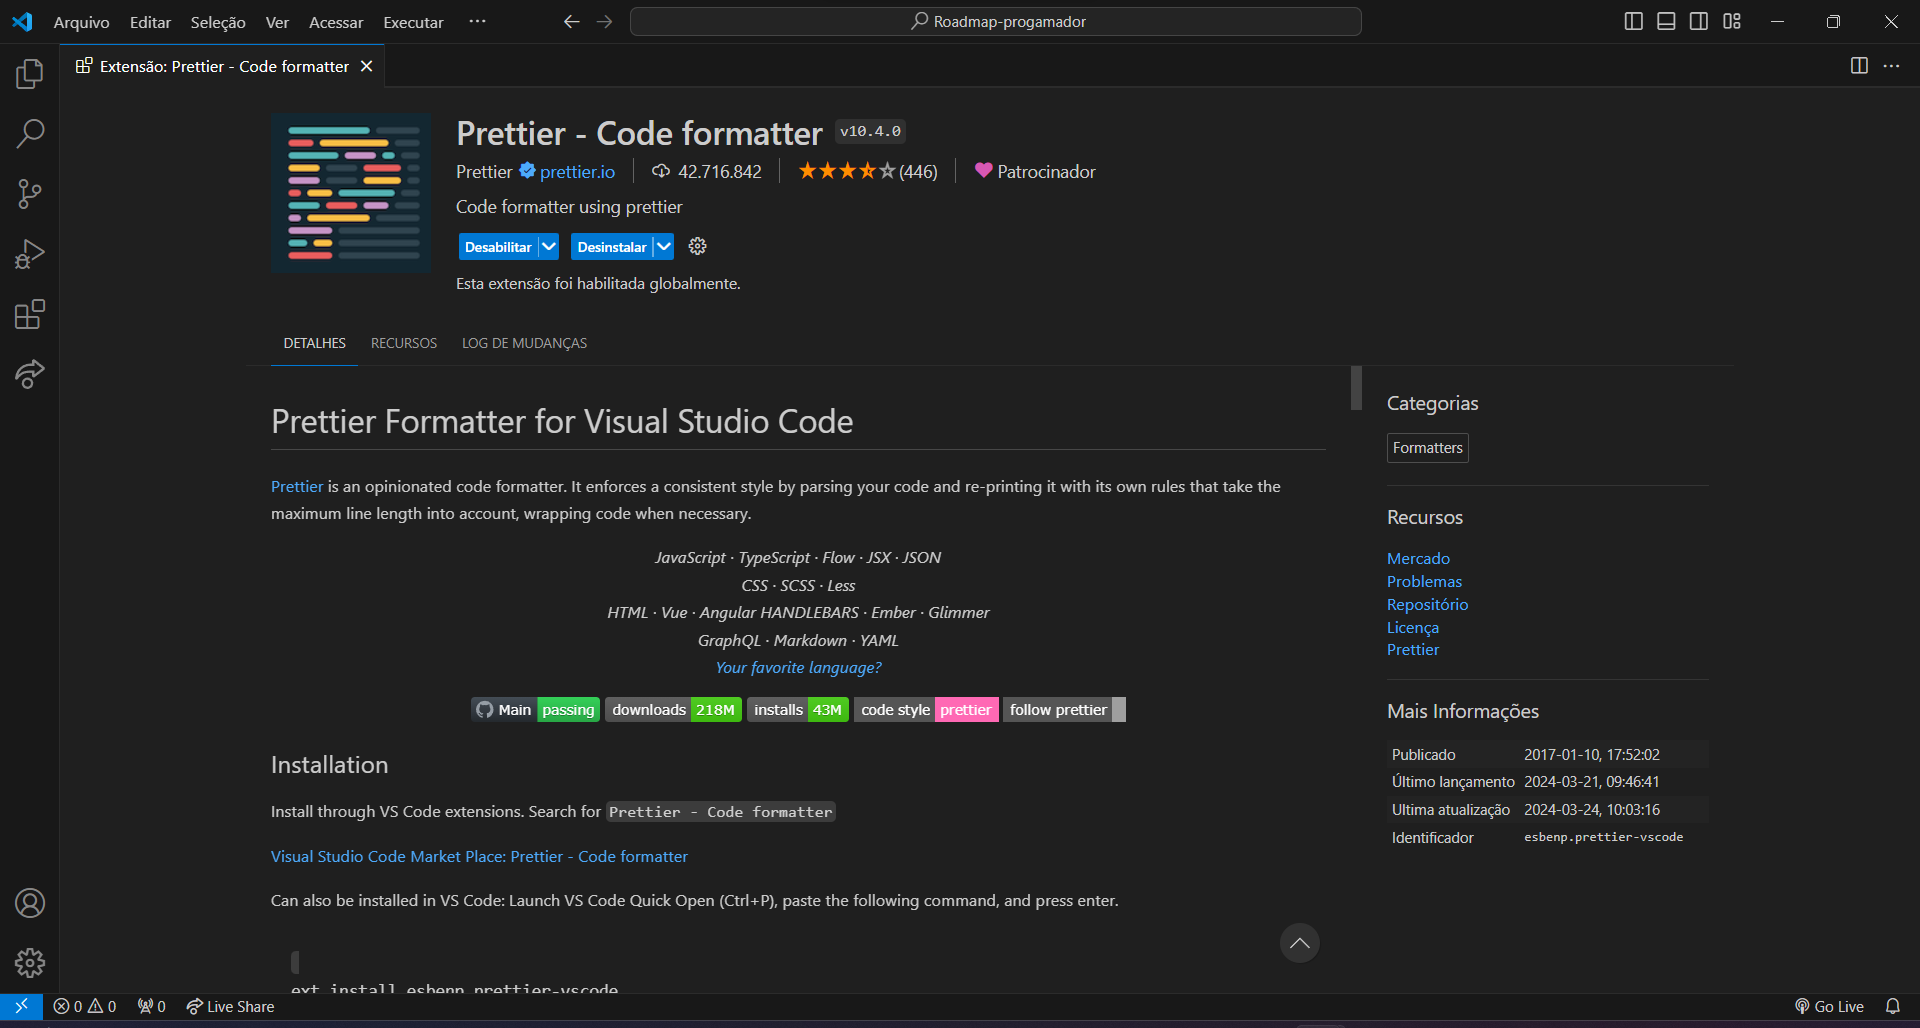 Arquivo Editar Seleção Ver Acessar Executar ··· Roadmap-progamador
Extensão: Prettier - Code formatter
Prettier - Code formatter v10.4.0
Prettier prettier.io 42.716.842 (446) Patrocinador
Code formatter using prettier
Desabilitar Desinstalar
Esta extensão foi habilitada globalmente.
DETALHES RECURSOS LOG DE MUDANÇAS
Prettier Formatter for Visual Studio Code
Prettier is an opinionated code formatter. It enforces a consistent style by parsing your code and re-printing it with its own rules that take the
maximum line length into account, wrapping code when necessary.
JavaScript · TypeScript · Flow · JSX · JSON
CSS · SCSS · Less
HTML · Vue · Angular HANDLEBARS · Ember · Glimmer
GraphQL · Markdown · YAML
Your favorite language?
Main passing downloads 218M installs 43M code style prettier follow prettier
Installation
Install through VS Code extensions. Search for Prettier - Code formatter
Visual Studio Code Market Place: Prettier - Code formatter
Can also be installed in VS Code: Launch VS Code Quick Open (Ctrl+P), paste the following command, and press enter.
ext install esbenp.prettier-vscode
Categorias
Formatters
Recursos
Mercado
Problemas
Repositório
Licença
Prettier
Mais Informações
Publicado 2017-01-10, 17:52:02
Último lançamento 2024-03-21, 09:46:41
Ultima atualização 2024-03-24, 10:03:16
Identificador esbenp.prettier-vscode
0 0 0 Live Share Go Live